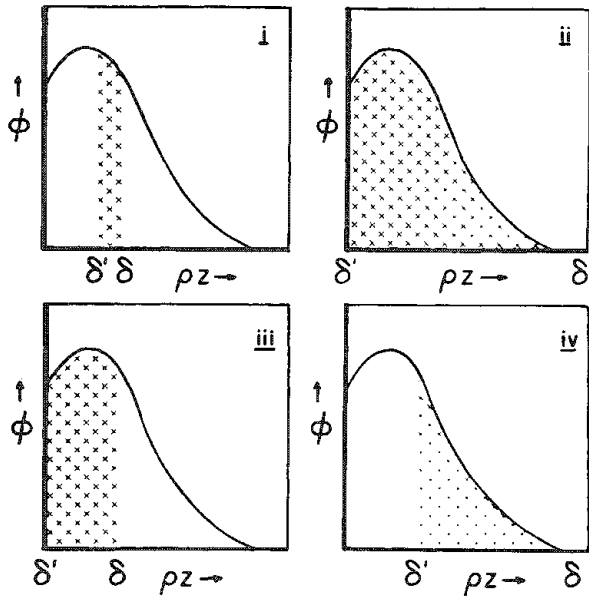 i
ϕ →
δ' δ ρz →
ii
ϕ →
δ' ρz → δ
iii
ϕ →
δ' δ ρz →
iv
ϕ →
δ' ρz → δ